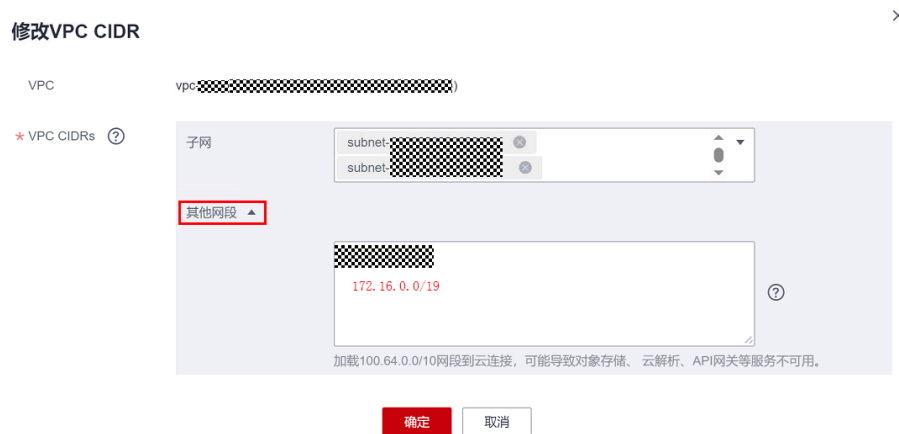 修改VPC CIDR
VPC vpc- )
* VPC CIDRs ?
子网 subnet-
subnet-
其他网段
172.16.0.0/19
?
加载100.64.0.0/10网段到云连接，可能导致对象存储、 云解析、API网关等服务不可用。
确定 取消